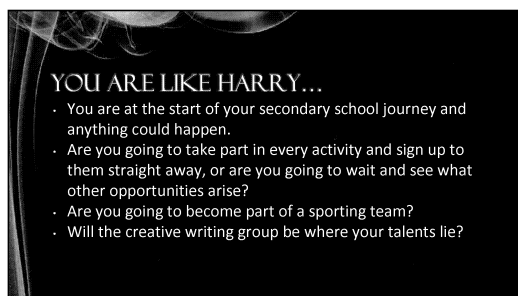 YOU ARE LIKE HARRY...
• You are at the start of your secondary school journey and
anything could happen.
• Are you going to take part in every activity and sign up to
them straight away, or are you going to wait and see what
other opportunities arise?
• Are you going to become part of a sporting team?
• Will the creative writing group be where your talents lie?